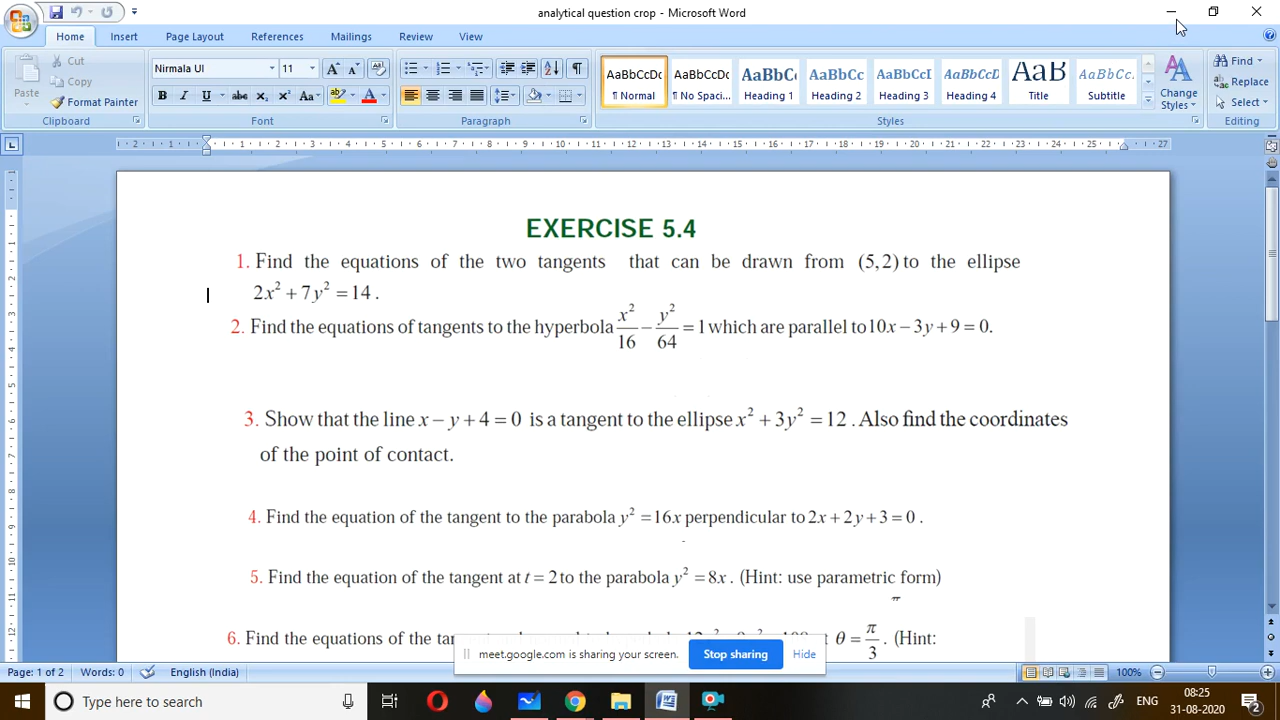 analytical question crop - Microsoft Word
Home Insert Page Layout References Mailings Review View
Paste
Cut
Copy
Format Painter
Clipboard
Nirmala UI 11
Font
Paragraph
AaBbCcDc AaBbCcDc AaBbCc AaBbCc AaBbCcI AaBbCcI AaB AaBbCcL
¶ Normal ¶ No Spaci... Heading 1 Heading 2 Heading 3 Heading 4 Title Subtitle
Change Styles
Styles
Find
Replace
Select
Editing
EXERCISE 5.4
1. Find the equations of the two tangents that can be drawn from (5, 2) to the ellipse
2x² + 7y² = 14 .
2. Find the equations of tangents to the hyperbola x²/16 − y²/64 = 1 which are parallel to 10x − 3y + 9 = 0.
3. Show that the line x − y + 4 = 0 is a tangent to the ellipse x² + 3y² = 12 . Also find the coordinates
of the point of contact.
4. Find the equation of the tangent to the parabola y² = 16x perpendicular to 2x + 2y + 3 = 0 .
5. Find the equation of the tangent at t = 2 to the parabola y² = 8x . (Hint: use parametric form)
π
6. Find the equations of the θ = π/3 . (Hint:
meet.google.com is sharing your screen. Stop sharing Hide
Page: 1 of 2 Words: 0 English (India) 100%
Type here to search
ENG
08:25
31-08-2020
2